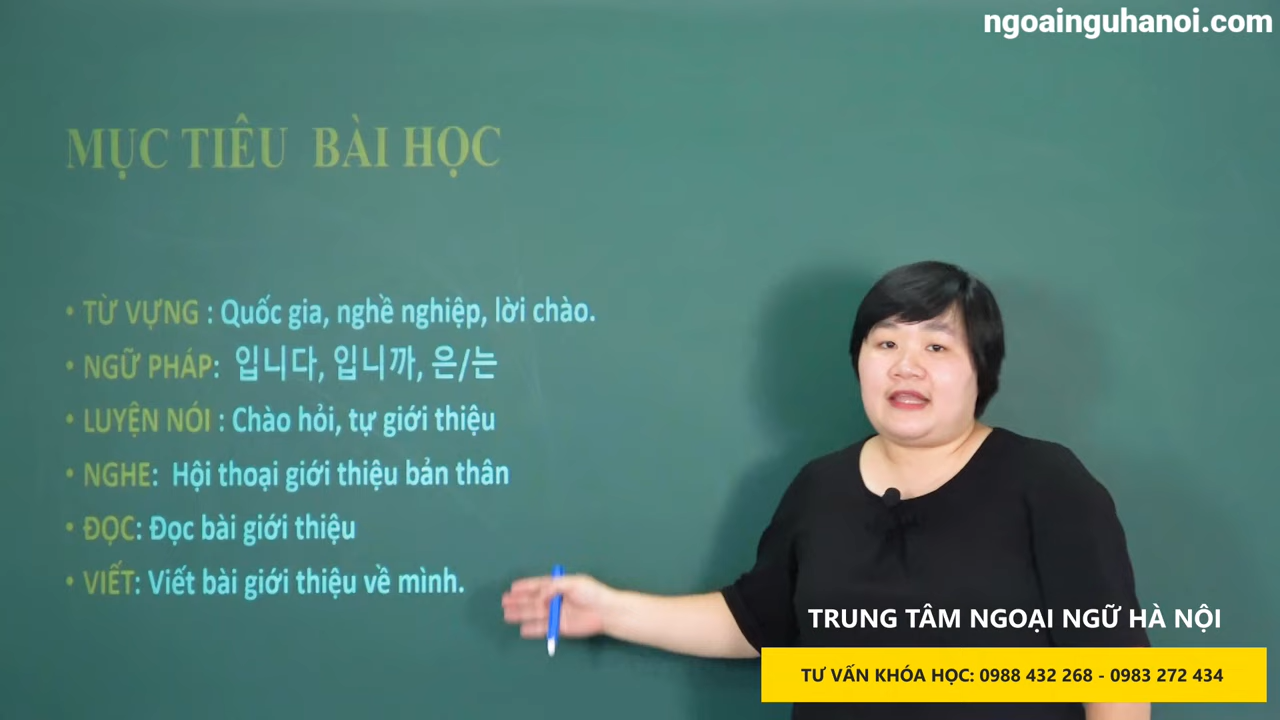 ngoainguhanoi.com
MỤC TIÊU BÀI HỌC
• TỪ VỰNG : Quốc gia, nghề nghiệp, lời chào.
• NGỮ PHÁP: 입니다, 입니까, 은/는
• LUYỆN NÓI : Chào hỏi, tự giới thiệu
• NGHE: Hội thoại giới thiệu bản thân
• ĐỌC: Đọc bài giới thiệu
• VIẾT: Viết bài giới thiệu về mình.
TRUNG TÂM NGOẠI NGỮ HÀ NỘI
TƯ VẤN KHÓA HỌC: 0988 432 268 - 0983 272 434